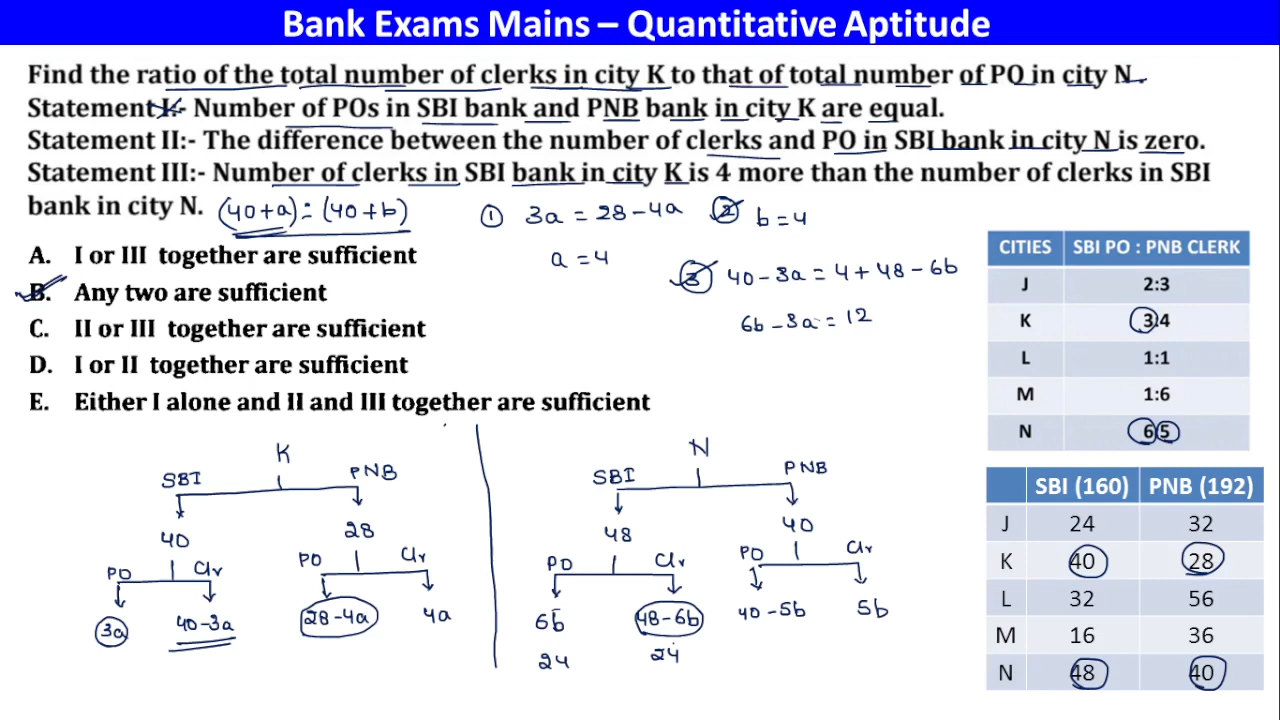 Bank Exams Mains – Quantitative Aptitude
Find the ratio of the total number of clerks in city K to that of total number of PO in city N.
Statement I:- Number of POs in SBI bank and PNB bank in city K are equal.
Statement II:- The difference between the number of clerks and PO in SBI bank in city N is zero.
Statement III:- Number of clerks in SBI bank in city K is 4 more than the number of clerks in SBI
bank in city N.
(40+a) : (40+b)
① 3a = 28-4a
a = 4
② b = 4
③ 40-3a = 4+48-6b
6b-3a = 12
A. I or III together are sufficient
B. Any two are sufficient
C. II or III together are sufficient
D. I or II together are sufficient
E. Either I alone and II and III together are sufficient
CITIES SBI PO : PNB CLERK
J 2:3
K 3:4
L 1:1
M 1:6
N 6:5
K
SBI PNB
40 28
PO Clr PO Clr
3a 40-3a 28-4a 4a
N
SBI PNB
48 40
PO Clr PO Clr
6b 48-6b 40-5b 5b
24 24
SBI (160) PNB (192)
J 24 32
K 40 28
L 32 56
M 16 36
N 48 40